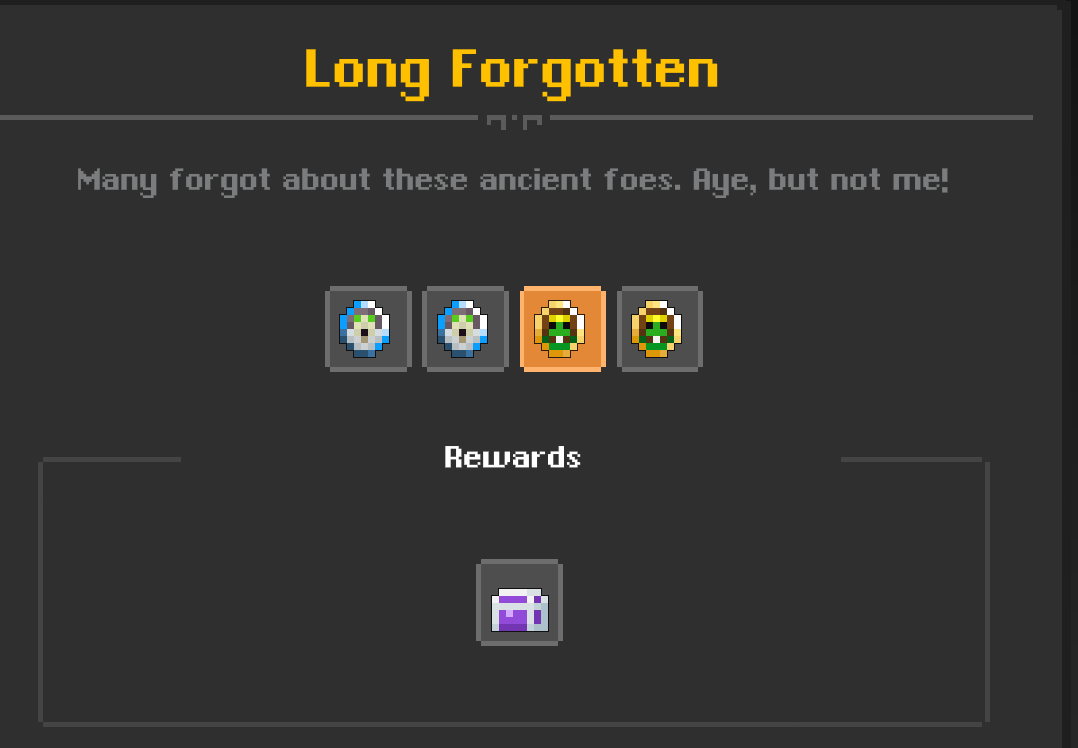 Long Forgotten
Many forgot about these ancient foes. Aye, but not me!
Rewards